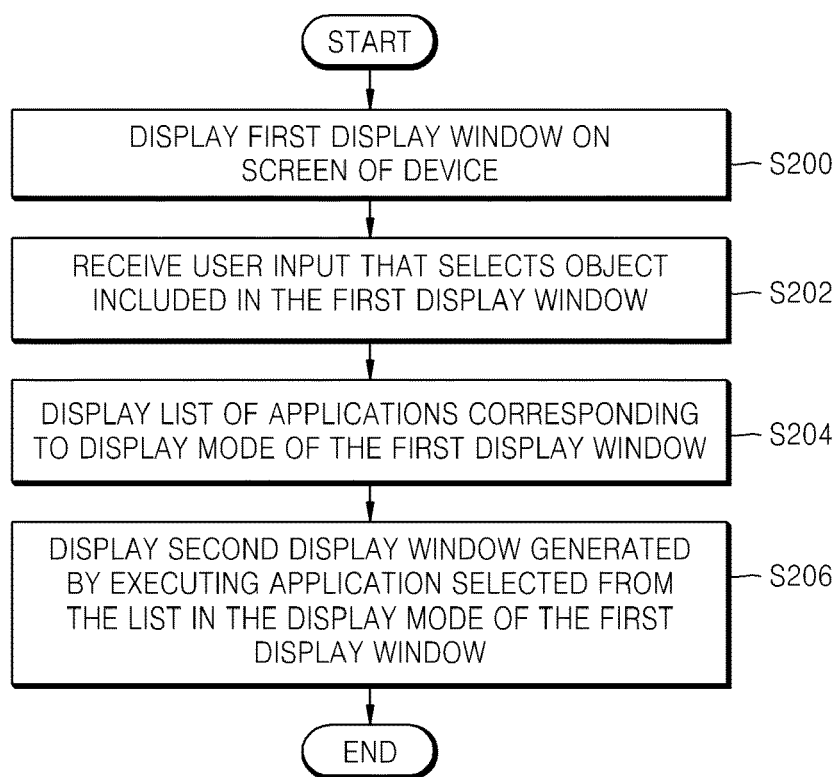 START
DISPLAY FIRST DISPLAY WINDOW ON
SCREEN OF DEVICE
S200
RECEIVE USER INPUT THAT SELECTS OBJECT
INCLUDED IN THE FIRST DISPLAY WINDOW
S202
DISPLAY LIST OF APPLICATIONS CORRESPONDING
TO DISPLAY MODE OF THE FIRST DISPLAY WINDOW
S204
DISPLAY SECOND DISPLAY WINDOW GENERATED
BY EXECUTING APPLICATION SELECTED FROM
THE LIST IN THE DISPLAY MODE OF THE FIRST
DISPLAY WINDOW
S206
END